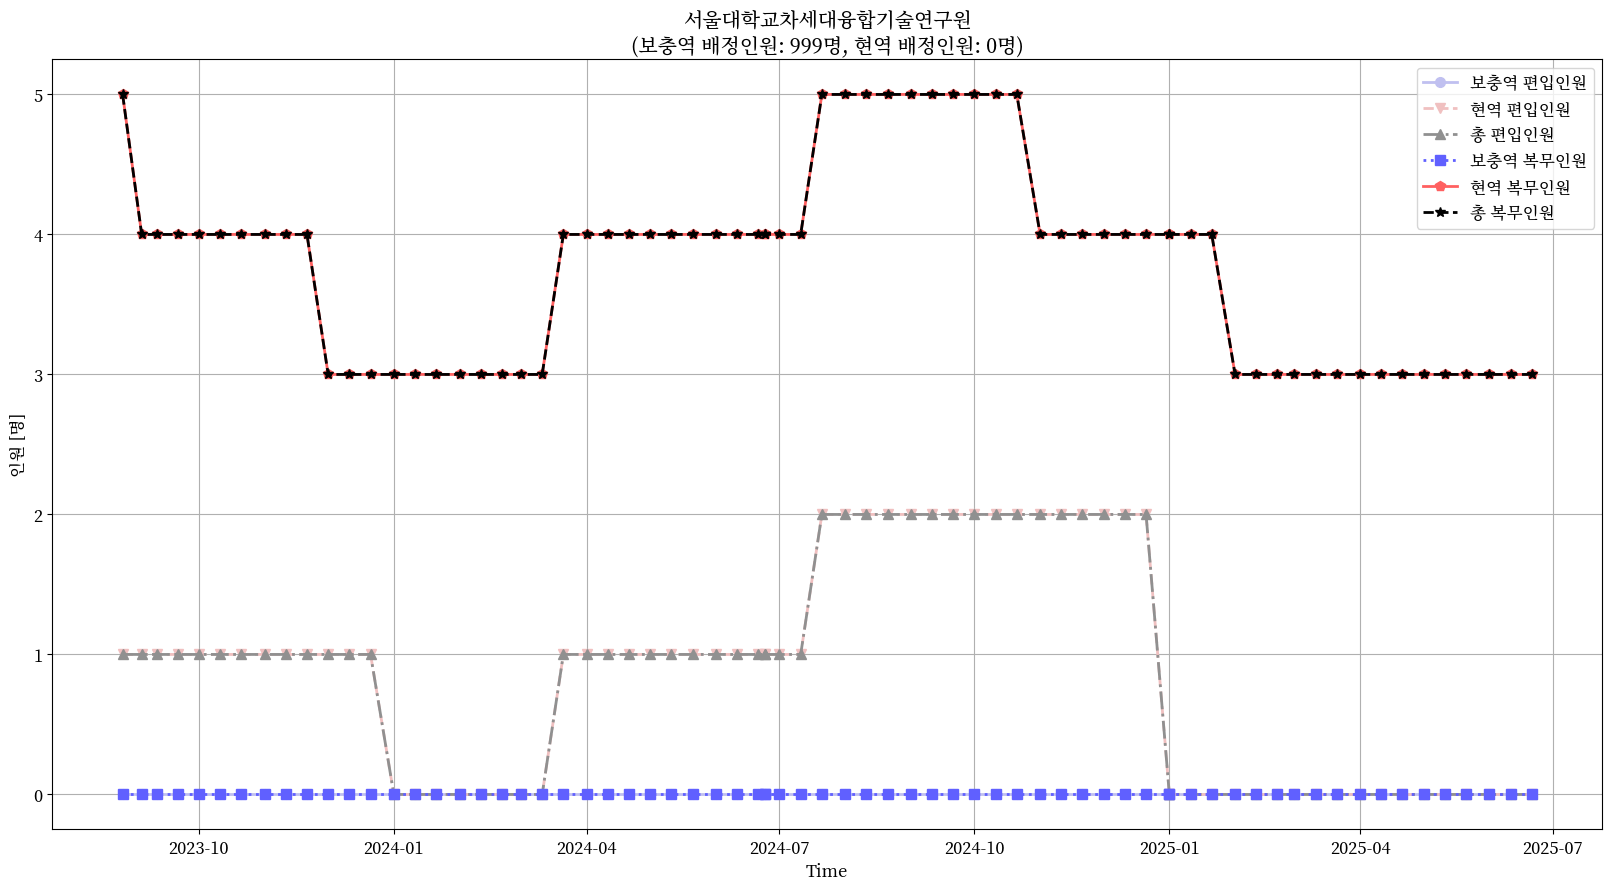 서울대학교차세대융합기술연구원
(보충역 배정인원: 999명, 현역 배정인원: 0명)
보충역 편입인원
현역 편입인원
총 편입인원
보충역 복무인원
현역 복무인원
총 복무인원
인원 [명]
5
4
3
2
1
0
2023-10
2024-01
2024-04
2024-07
2024-10
2025-01
2025-04
2025-07
Time